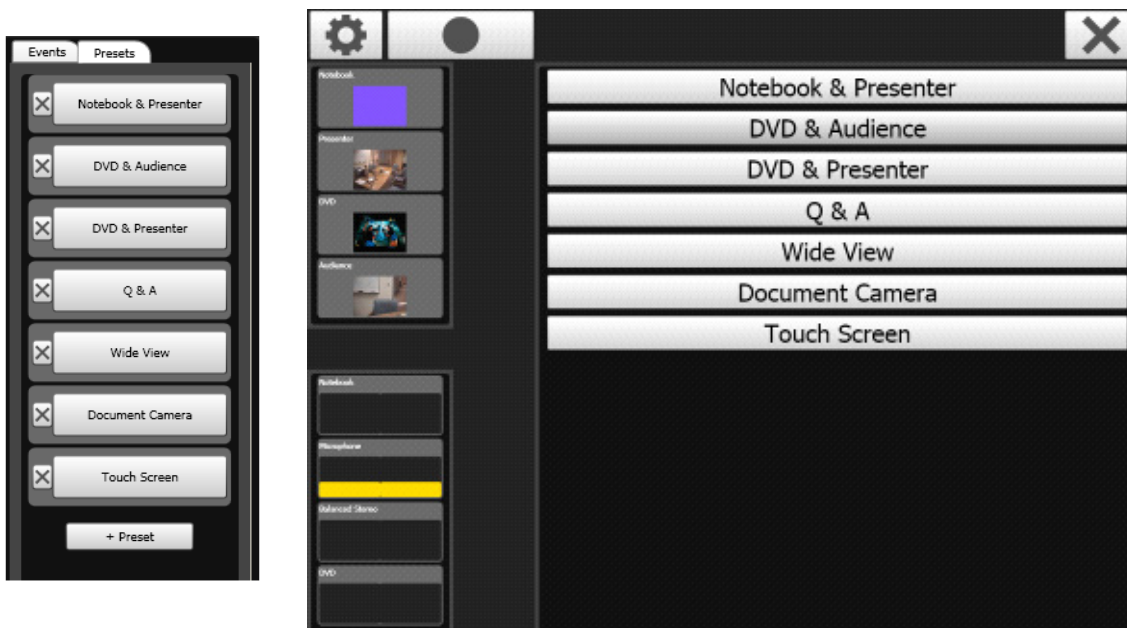 Events
Presets
Notebook & Presenter
DVD & Audience
DVD & Presenter
Q & A
Wide View
Document Camera
Touch Screen
+ Preset
Notebook
Presenter
DVD
Audience
Notebook
Microphone
Balanced Stereo
DVD
Notebook & Presenter
DVD & Audience
DVD & Presenter
Q & A
Wide View
Document Camera
Touch Screen